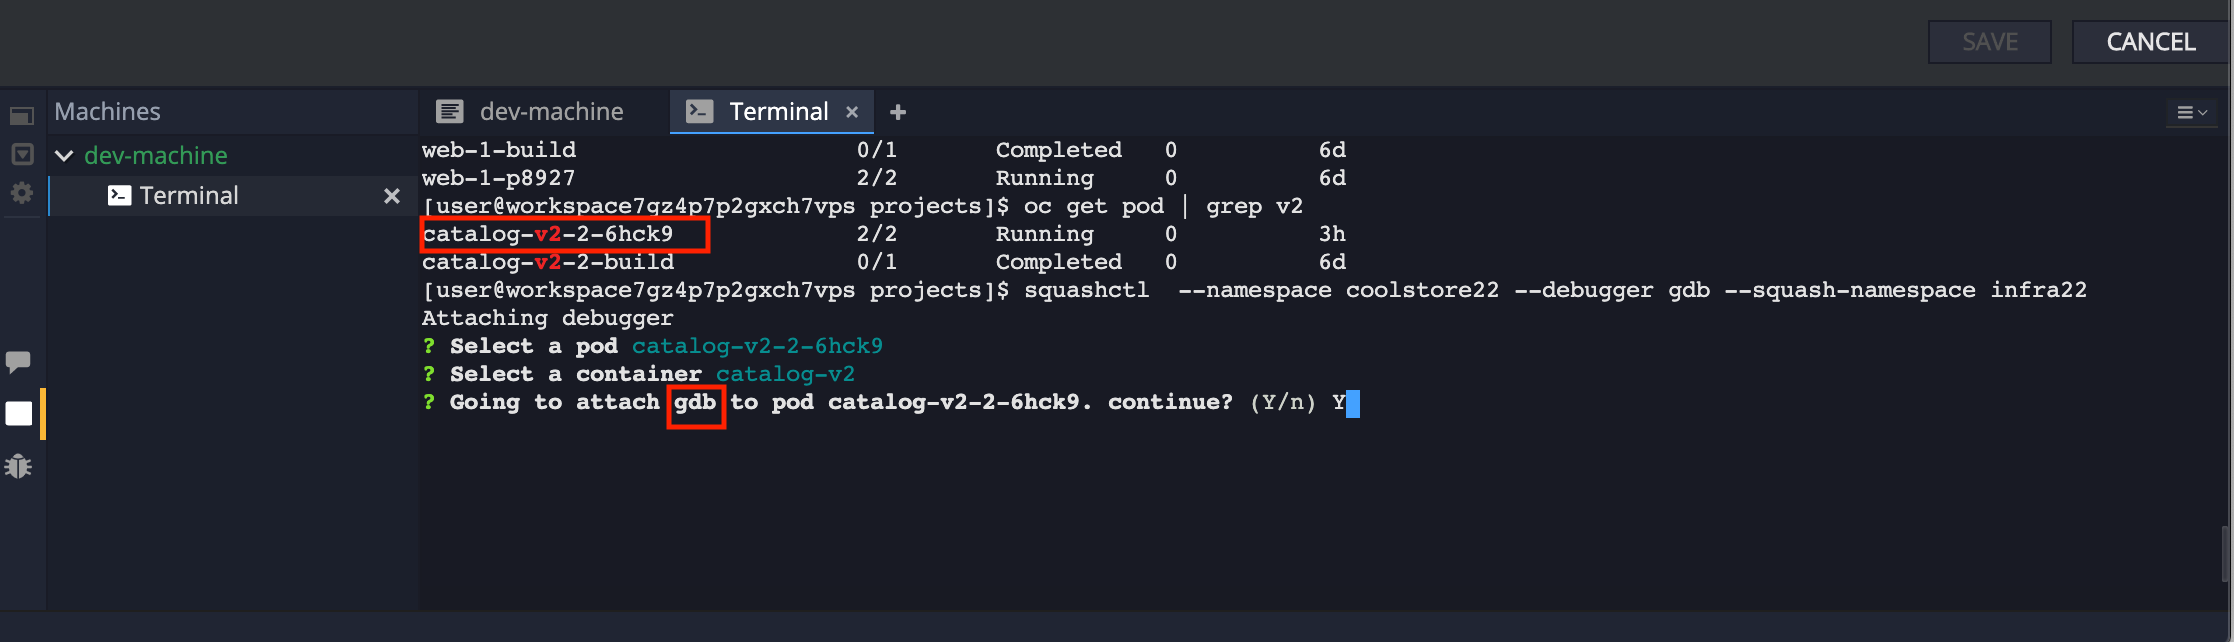 SAVE CANCEL
Machines dev-machine Terminal × +
dev-machine
Terminal ×
web-1-build 0/1 Completed 0 6d
web-1-p8927 2/2 Running 0 6d
[user@workspace7gz4p7p2gxch7vps projects]$ oc get pod | grep v2
catalog-v2-2-6hck9 2/2 Running 0 3h
catalog-v2-2-build 0/1 Completed 0 6d
[user@workspace7gz4p7p2gxch7vps projects]$ squashctl  --namespace coolstore22 --debugger gdb --squash-namespace infra22
Attaching debugger
? Select a pod catalog-v2-2-6hck9
? Select a container catalog-v2
? Going to attach gdb to pod catalog-v2-2-6hck9. continue? (Y/n) Y